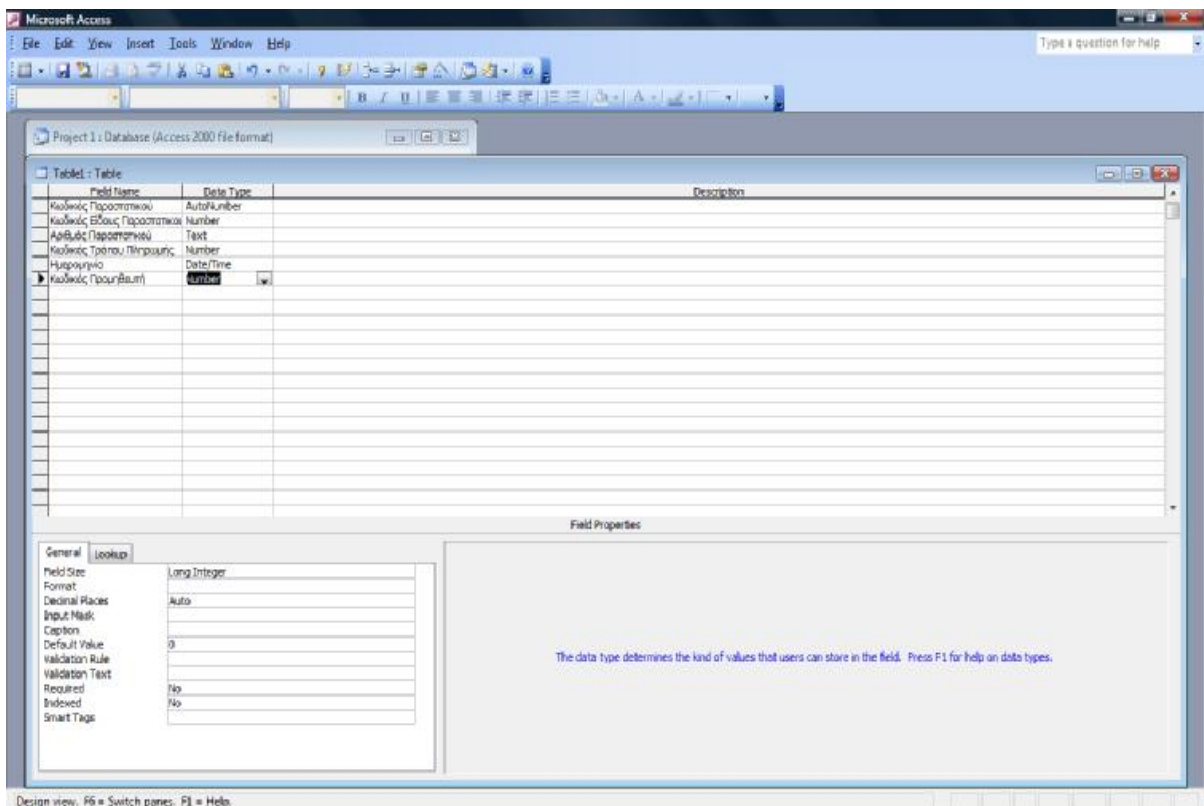 Microsoft Access
File Edit View Insert Tools Window Help
Type a question for help
B I U
A
Project 1 : Database (Access 2000 file format)
Table1 : Table
Field Name Data Type Description
Κωδικός Παραστατικού AutoNumber
Κωδικός Είδους Παραστατικού Number
Αριθμός Παραστατικού Text
Κωδικός Τρόπου Πληρωμής Number
Ημερομηνία Date/Time
Κωδικός Προμηθευτή Number
Field Properties
General Lookup
Field Size Long Integer
Format
Decimal Places Auto
Input Mask
Caption
Default Value 0
Validation Rule
Validation Text
Required No
Indexed No
Smart Tags
The data type determines the kind of values that users can store in the field. Press F1 for help on data types.
Design view. F6 = Switch panes. F1 = Help.